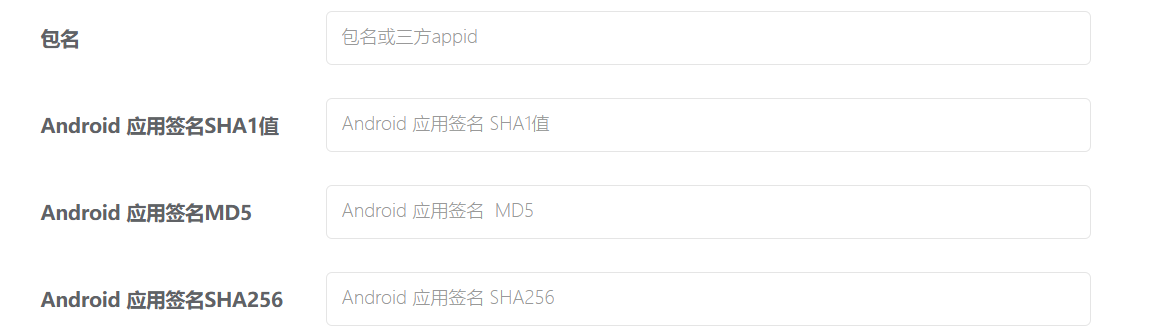 包名
包名或三方appid
Android 应用签名SHA1值
Android 应用签名 SHA1值
Android 应用签名MD5
Android 应用签名  MD5
Android 应用签名SHA256
Android 应用签名 SHA256